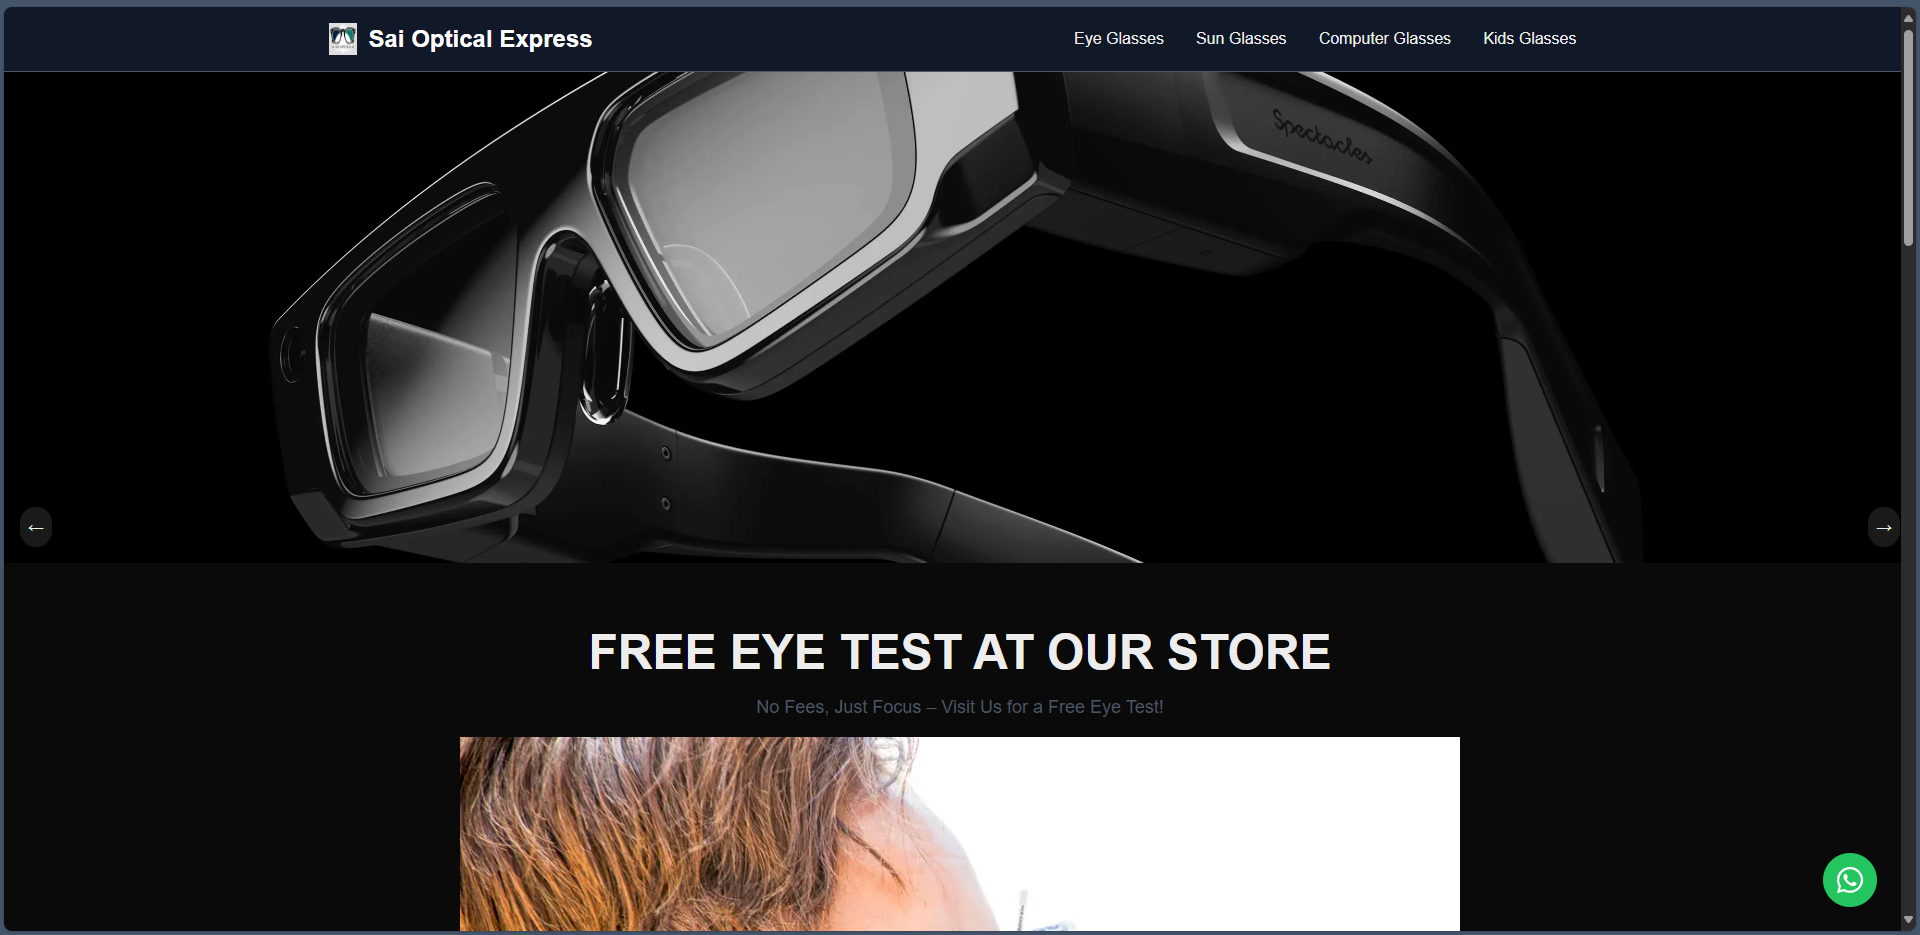 Sai Optical Express
Eye Glasses
Sun Glasses
Computer Glasses
Kids Glasses
Spectacles
←
→
FREE EYE TEST AT OUR STORE
No Fees, Just Focus – Visit Us for a Free Eye Test!